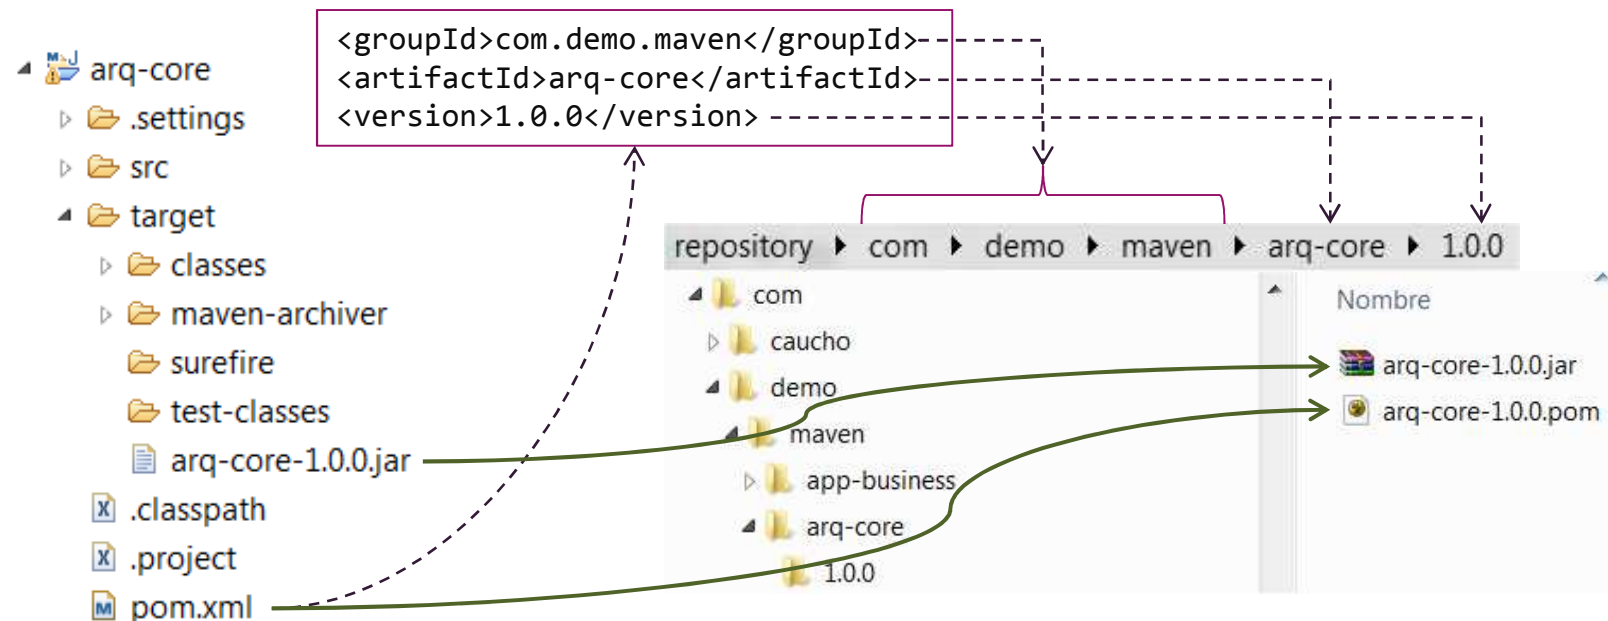 <groupId>com.demo.maven</groupId>
<artifactId>arq-core</artifactId>
<version>1.0.0</version>
arq-core
.settings
src
target
classes
maven-archiver
surefire
test-classes
arq-core-1.0.0.jar
.classpath
.project
pom.xml
repository com demo maven arq-core 1.0.0
com
caucho
demo
maven
app-business
arq-core
1.0.0
Nombre
arq-core-1.0.0.jar
arq-core-1.0.0.pom